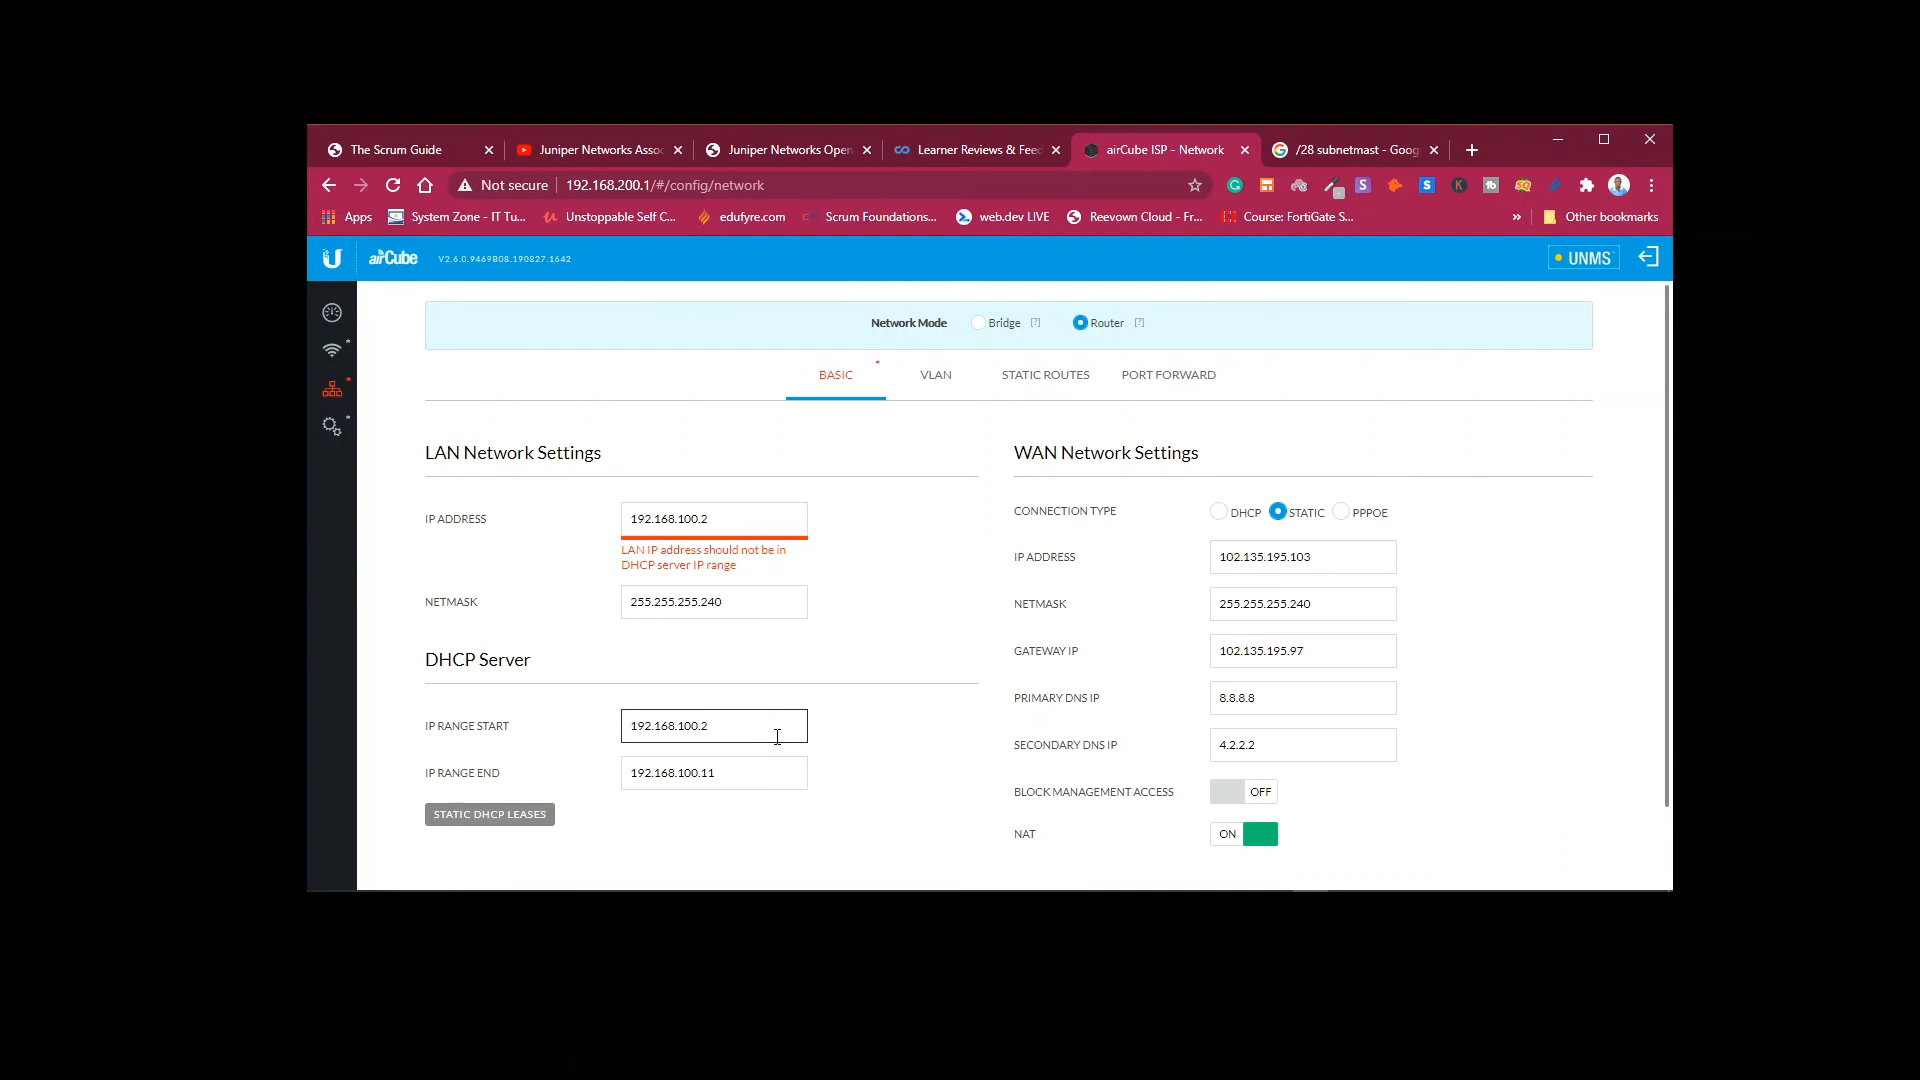 The Scrum Guide
Juniper Networks Assoc
Juniper Networks Open
Learner Reviews & Feed
airCube ISP - Network
/28 subnetmast - Goog
Not secure
192.168.200.1/#/config/network
Apps
System Zone - IT Tu...
Unstoppable Self C...
edufyre.com
Scrum Foundations...
web.dev LIVE
Reevown Cloud - Fr...
Course: FortiGate S...
»
Other bookmarks
airCube
V2.6.0.9469B08.190827.1642
UNMS
Network Mode
Bridge [?]
Router [?]
BASIC *
VLAN
STATIC ROUTES
PORT FORWARD
LAN Network Settings
IP ADDRESS
192.168.100.2
LAN IP address should not be in
DHCP server IP range
NETMASK
255.255.255.240
DHCP Server
IP RANGE START
192.168.100.2
IP RANGE END
192.168.100.11
STATIC DHCP LEASES
WAN Network Settings
CONNECTION TYPE
DHCP STATIC PPPOE
IP ADDRESS
102.135.195.103
NETMASK
255.255.255.240
GATEWAY IP
102.135.195.97
PRIMARY DNS IP
8.8.8.8
SECONDARY DNS IP
4.2.2.2
BLOCK MANAGEMENT ACCESS
OFF
NAT
ON